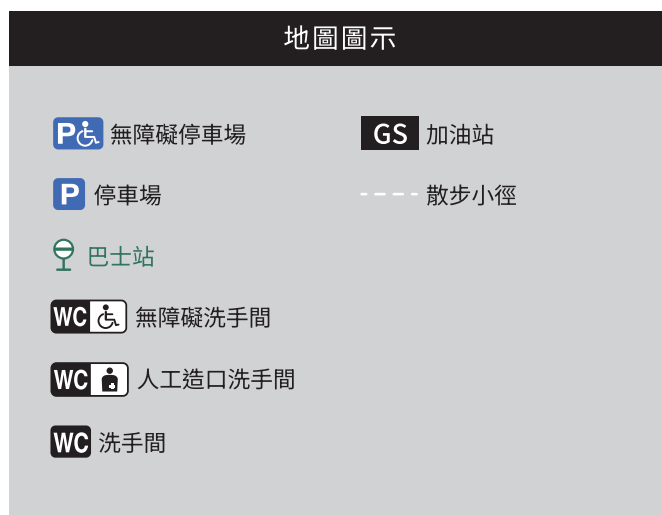 地圖圖示
P 無障礙停車場
P 停車場
巴士站
WC 無障礙洗手間
WC 人工造口洗手間
WC 洗手間
GS 加油站
散步小徑